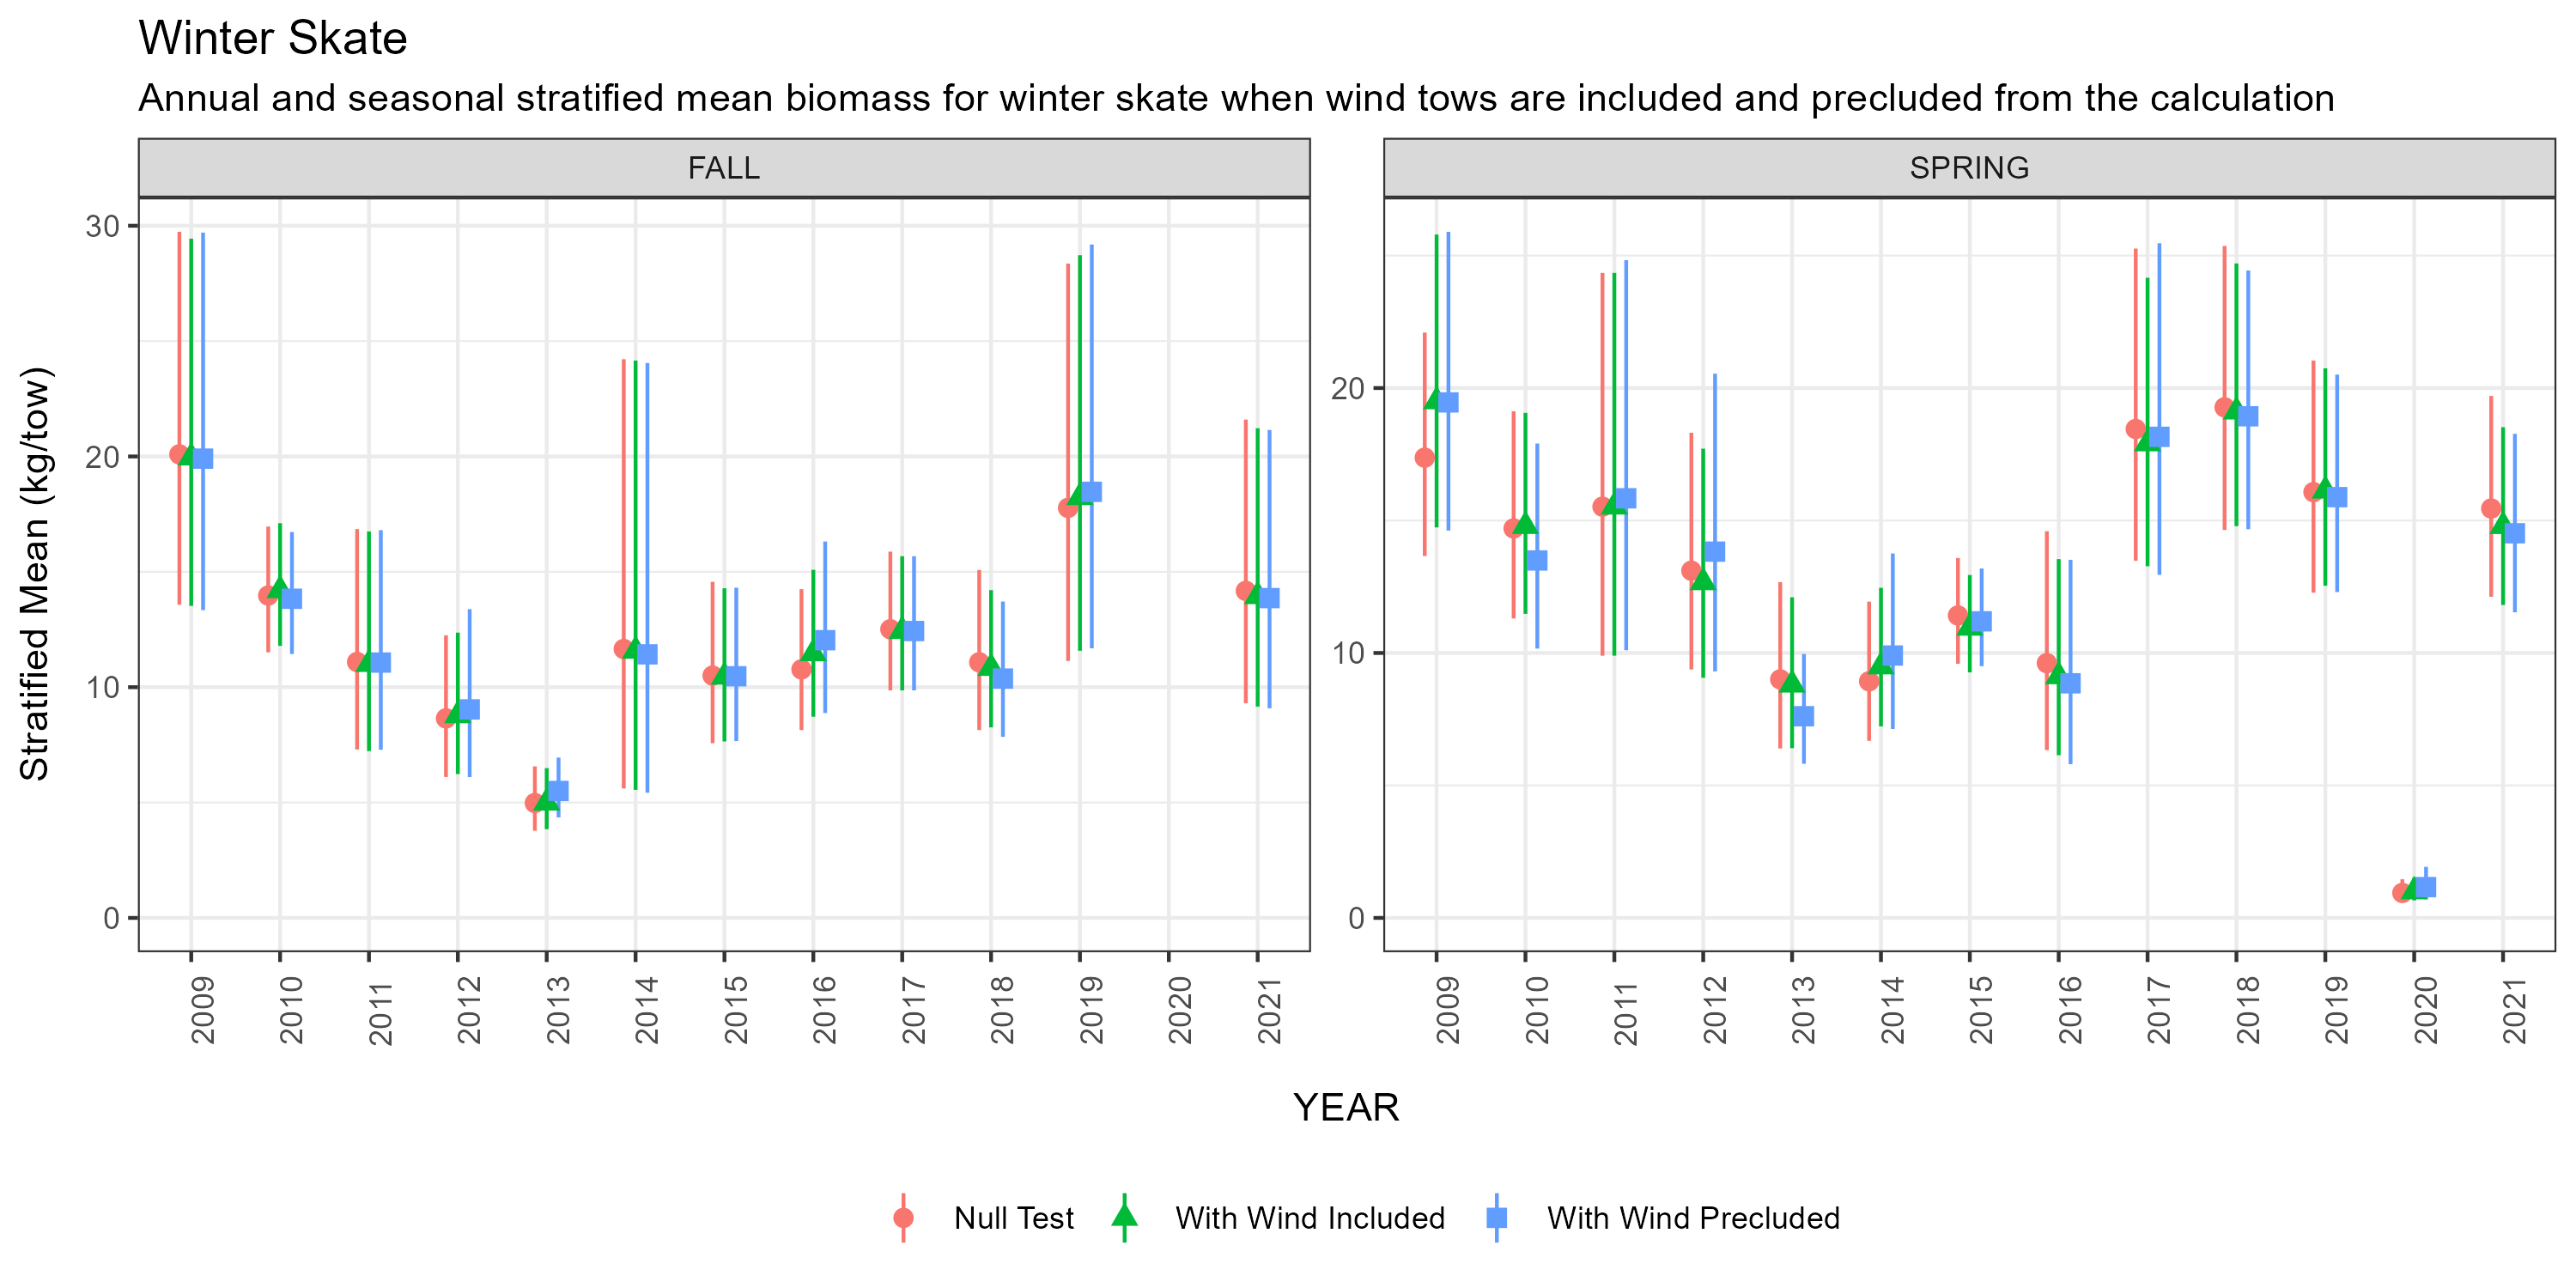 Winter Skate
Annual and seasonal stratified mean biomass for winter skate when wind tows are included and precluded from the calculation
FALL
SPRING
Stratified Mean (kg/tow)
30
20
10
0
20
10
0
2009 2010 2011 2012 2013 2014 2015 2016 2017 2018 2019 2020 2021
2009 2010 2011 2012 2013 2014 2015 2016 2017 2018 2019 2020 2021
YEAR
Null Test With Wind Included With Wind Precluded